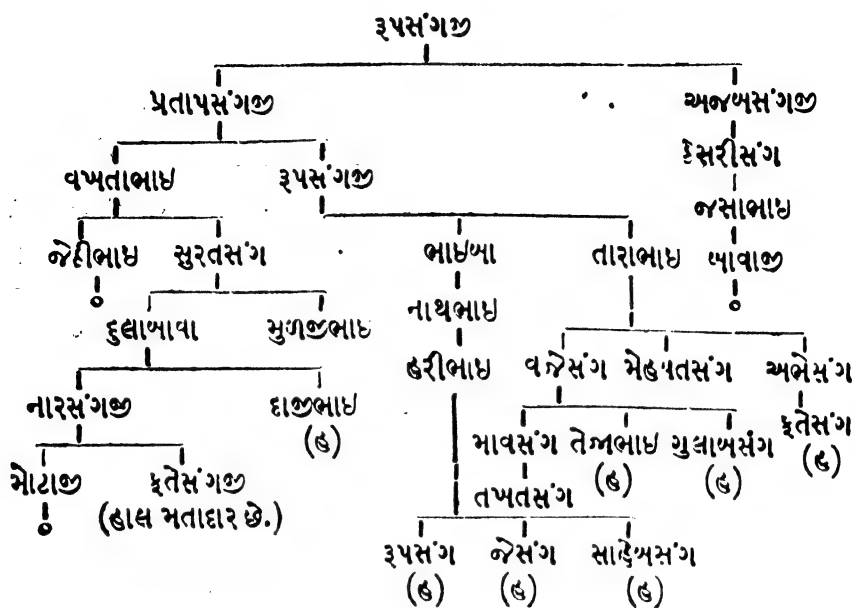 રૂપસંગજી
પ્રતાપસંગજી અજબસંગજી
કેસરીસંગ
વખતાભાઇ રૂપસંગજી
જસાભાઇ
જેઠીભાઇ સુરતસંગ ભાઇબા તારાભાઇ બાવાજી
દુલાબાવા મુળજીભાઇ નાથભાઇ
હરીભાઇ વજેસંગ મેહબતસંગ અભેસંગ
નારસંગજી દાજીભાઇ
(હ) માવસંગ તેજાભાઇ ગુલાબસંગ ફતેસંગ
(હ) (હ) (હ)
મોટાજી ફતેસંગજી તખતસંગ
(હાલ મતાદાર છે.)
રૂપસંગ જેસંગ સાહેબસંગ
(હ) (હ) (હ)